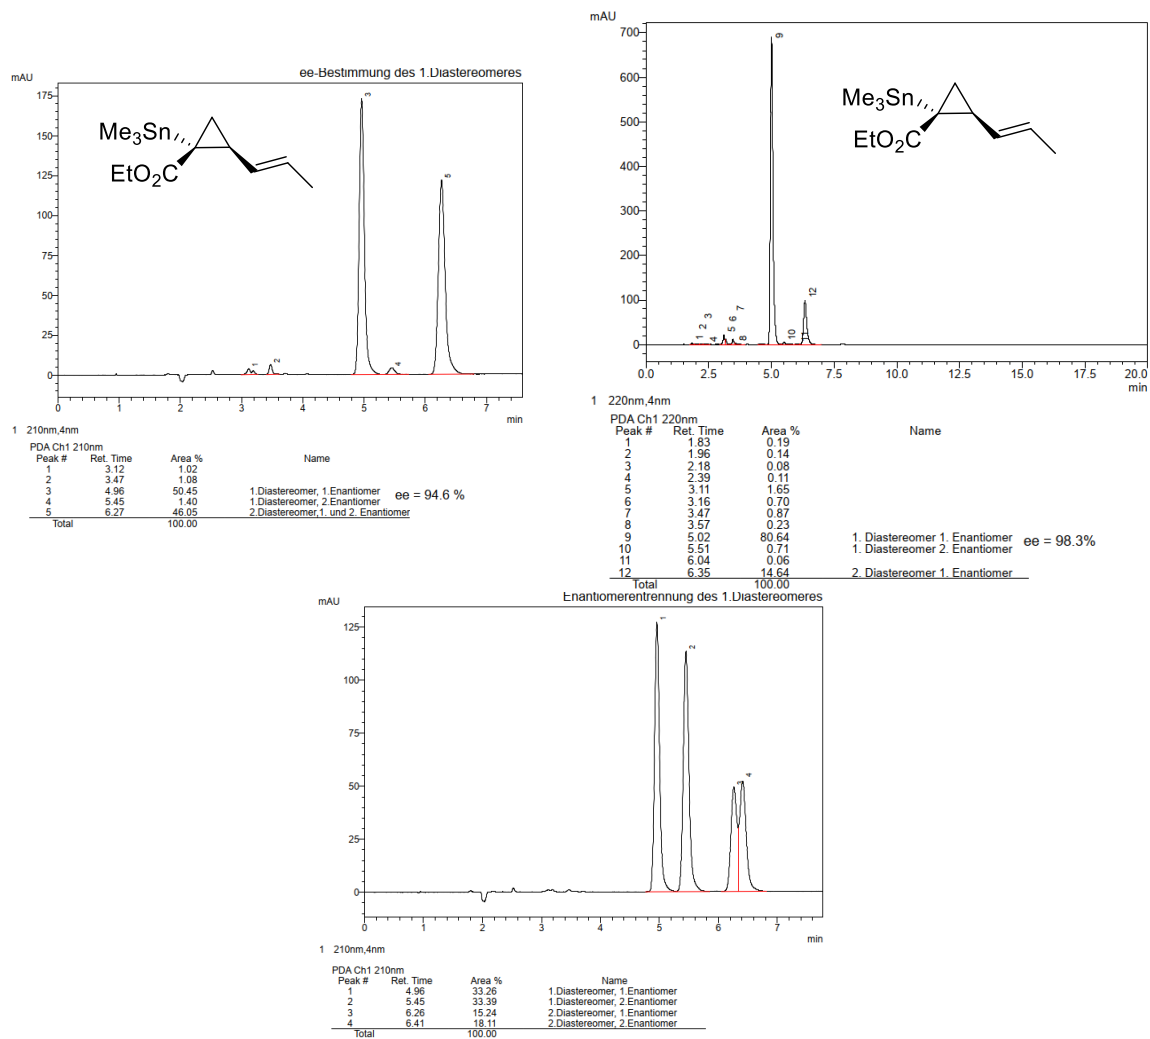 ee-Bestimmung des 1.Diastereomeres
mAU
175
150
125
100
75
50
25
0
0 1 2 3 4 5 6 7
min
3
5
1
2
4
Me3Sn
EtO2C
1 210nm,4nm
PDA Ch1 210nm
Peak # Ret. Time Area % Name
1 3.12 1.02
2 3.47 1.08
3 4.96 50.45 1.Diastereomer, 1.Enantiomer
4 5.45 1.40 1.Diastereomer, 2.Enantiomer
5 6.27 46.05 2.Diastereomer,1. und 2. Enantiomer
Total 100.00
ee = 94.6 %
mAU
700
600
500
400
300
200
100
0
0.0 2.5 5.0 7.5 10.0 12.5 15.0 17.5 20.0
min
9
12
1
2
3
4
5
6
7
8
10
Me3Sn
EtO2C
1 220nm,4nm
PDA Ch1 220nm
Peak # Ret. Time Area % Name
1 1.83 0.19
2 1.96 0.14
3 2.18 0.08
4 2.39 0.11
5 3.11 1.65
6 3.16 0.70
7 3.47 0.87
8 3.57 0.23
9 5.02 80.64 1. Diastereomer 1. Enantiomer
10 5.51 0.71 1. Diastereomer 2. Enantiomer
11 6.04 0.06
12 6.35 14.64 2. Diastereomer 1. Enantiomer
Total 100.00
ee = 98.3%
Enantiomerentrennung des 1.Diastereomeres
mAU
125
100
75
50
25
0
0 1 2 3 4 5 6 7
min
1
2
3
4
1 210nm,4nm
PDA Ch1 210nm
Peak # Ret. Time Area % Name
1 4.96 33.26 1.Diastereomer, 1.Enantiomer
2 5.45 33.39 1.Diastereomer, 2.Enantiomer
3 6.26 15.24 2.Diastereomer, 1.Enantiomer
4 6.41 18.11 2.Diastereomer, 2.Enantiomer
Total 100.00